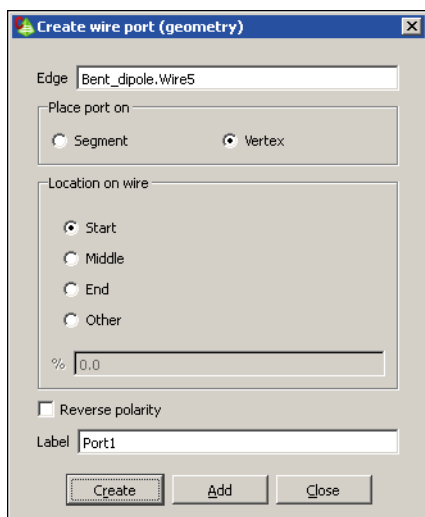 Create wire port (geometry)
Edge Bent_dipole.Wire5
Place port on
Segment Vertex
Location on wire
Start
Middle
End
Other
% 0.0
Reverse polarity
Label Port1
Create Add Close